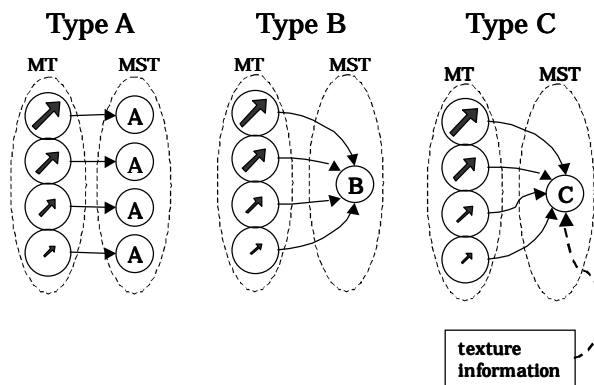 Type A Type B Type C
MT MST MT MST MT MST
A
A
A
A
B
C
texture
information